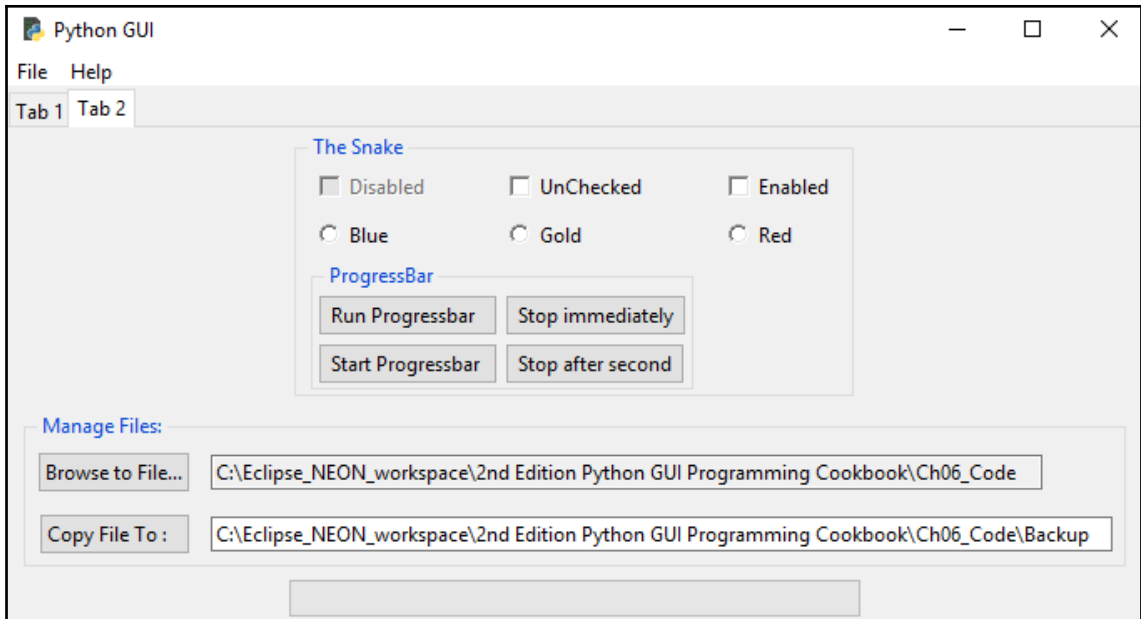 Python GUI
File Help
Tab 1 Tab 2
The Snake
Disabled UnChecked Enabled
Blue Gold Red
ProgressBar
Run Progressbar Stop immediately
Start Progressbar Stop after second
Manage Files:
Browse to File... C:\Eclipse_NEON_workspace\2nd Edition Python GUI Programming Cookbook\Ch06_Code
Copy File To : C:\Eclipse_NEON_workspace\2nd Edition Python GUI Programming Cookbook\Ch06_Code\Backup